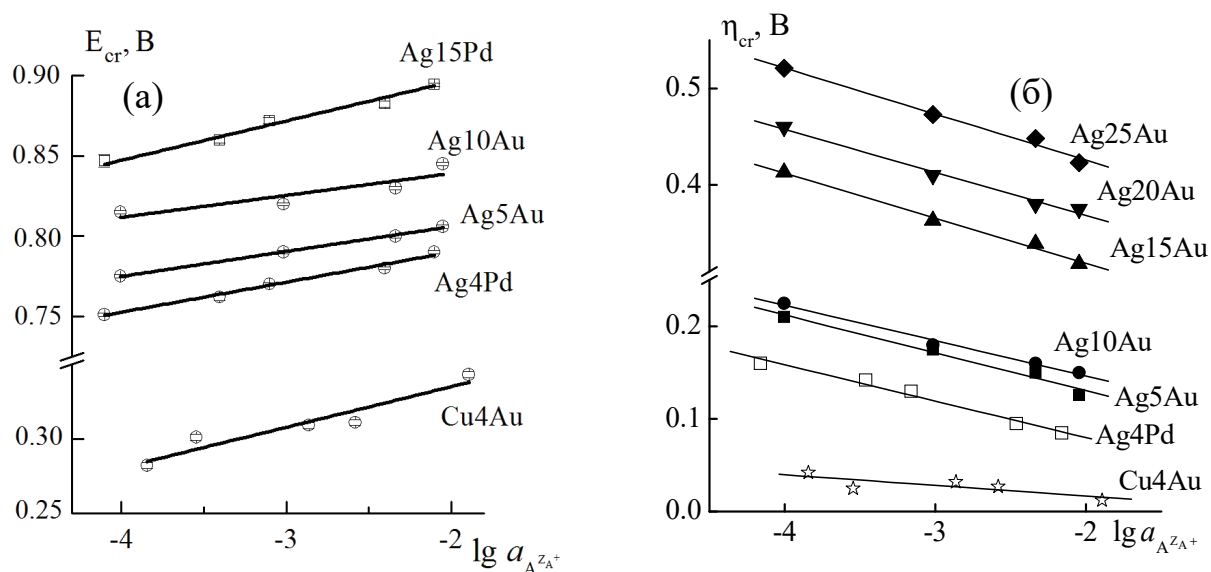 E_cr, В
(а)
0.90
0.85
0.80
0.75
0.30
0.25
Ag15Pd
Ag10Au
Ag5Au
Ag4Pd
Cu4Au
-4 -3 -2
lg a_A^{Z_A+}
η_cr, В
(б)
0.5
0.4
0.2
0.1
0.0
Ag25Au
Ag20Au
Ag15Au
Ag10Au
Ag5Au
Ag4Pd
Cu4Au
-4 -3 -2
lg a_A^{Z_A+}